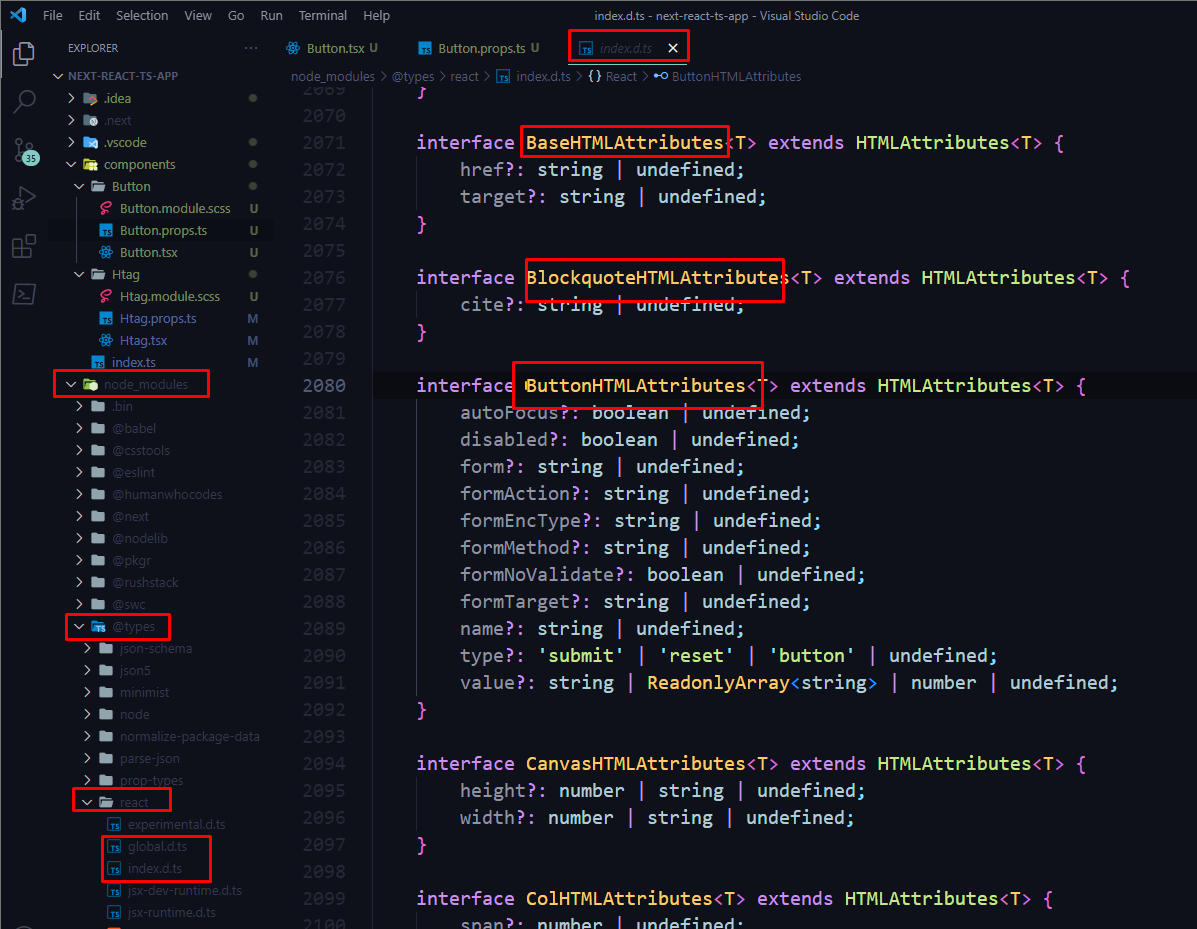 File Edit Selection View Go Run Terminal Help index.d.ts - next-react-ts-app - Visual Studio Code
EXPLORER ···
NEXT-REACT-TS-APP
.idea
.next
.vscode
components
Button
Button.module.scss U
Button.props.ts U
Button.tsx U
Htag
Htag.module.scss U
Htag.props.ts M
Htag.tsx M
index.ts M
node_modules
.bin
@babel
@csstools
@eslint
@humanwhocodes
@next
@nodelib
@pkgr
@rushstack
@swc
@types
json-schema
json5
minimist
node
normalize-package-data
parse-json
prop-types
react
experimental.d.ts
global.d.ts
index.d.ts
jsx-dev-runtime.d.ts
jsx-runtime.d.ts
35
Button.tsx U Button.props.ts U index.d.ts
node_modules > @types > react > index.d.ts > {} React > ButtonHTMLAttributes
2069 }
2070
2071 interface BaseHTMLAttributes<T> extends HTMLAttributes<T> {
2072 href?: string | undefined;
2073 target?: string | undefined;
2074 }
2075
2076 interface BlockquoteHTMLAttributes<T> extends HTMLAttributes<T> {
2077 cite?: string | undefined;
2078 }
2079
2080 interface ButtonHTMLAttributes<T> extends HTMLAttributes<T> {
2081 autoFocus?: boolean | undefined;
2082 disabled?: boolean | undefined;
2083 form?: string | undefined;
2084 formAction?: string | undefined;
2085 formEncType?: string | undefined;
2086 formMethod?: string | undefined;
2087 formNoValidate?: boolean | undefined;
2088 formTarget?: string | undefined;
2089 name?: string | undefined;
2090 type?: 'submit' | 'reset' | 'button' | undefined;
2091 value?: string | ReadonlyArray<string> | number | undefined;
2092 }
2093
2094 interface CanvasHTMLAttributes<T> extends HTMLAttributes<T> {
2095 height?: number | string | undefined;
2096 width?: number | string | undefined;
2097 }
2098
2099 interface ColHTMLAttributes<T> extends HTMLAttributes<T> {
2100 span?: number | undefined;